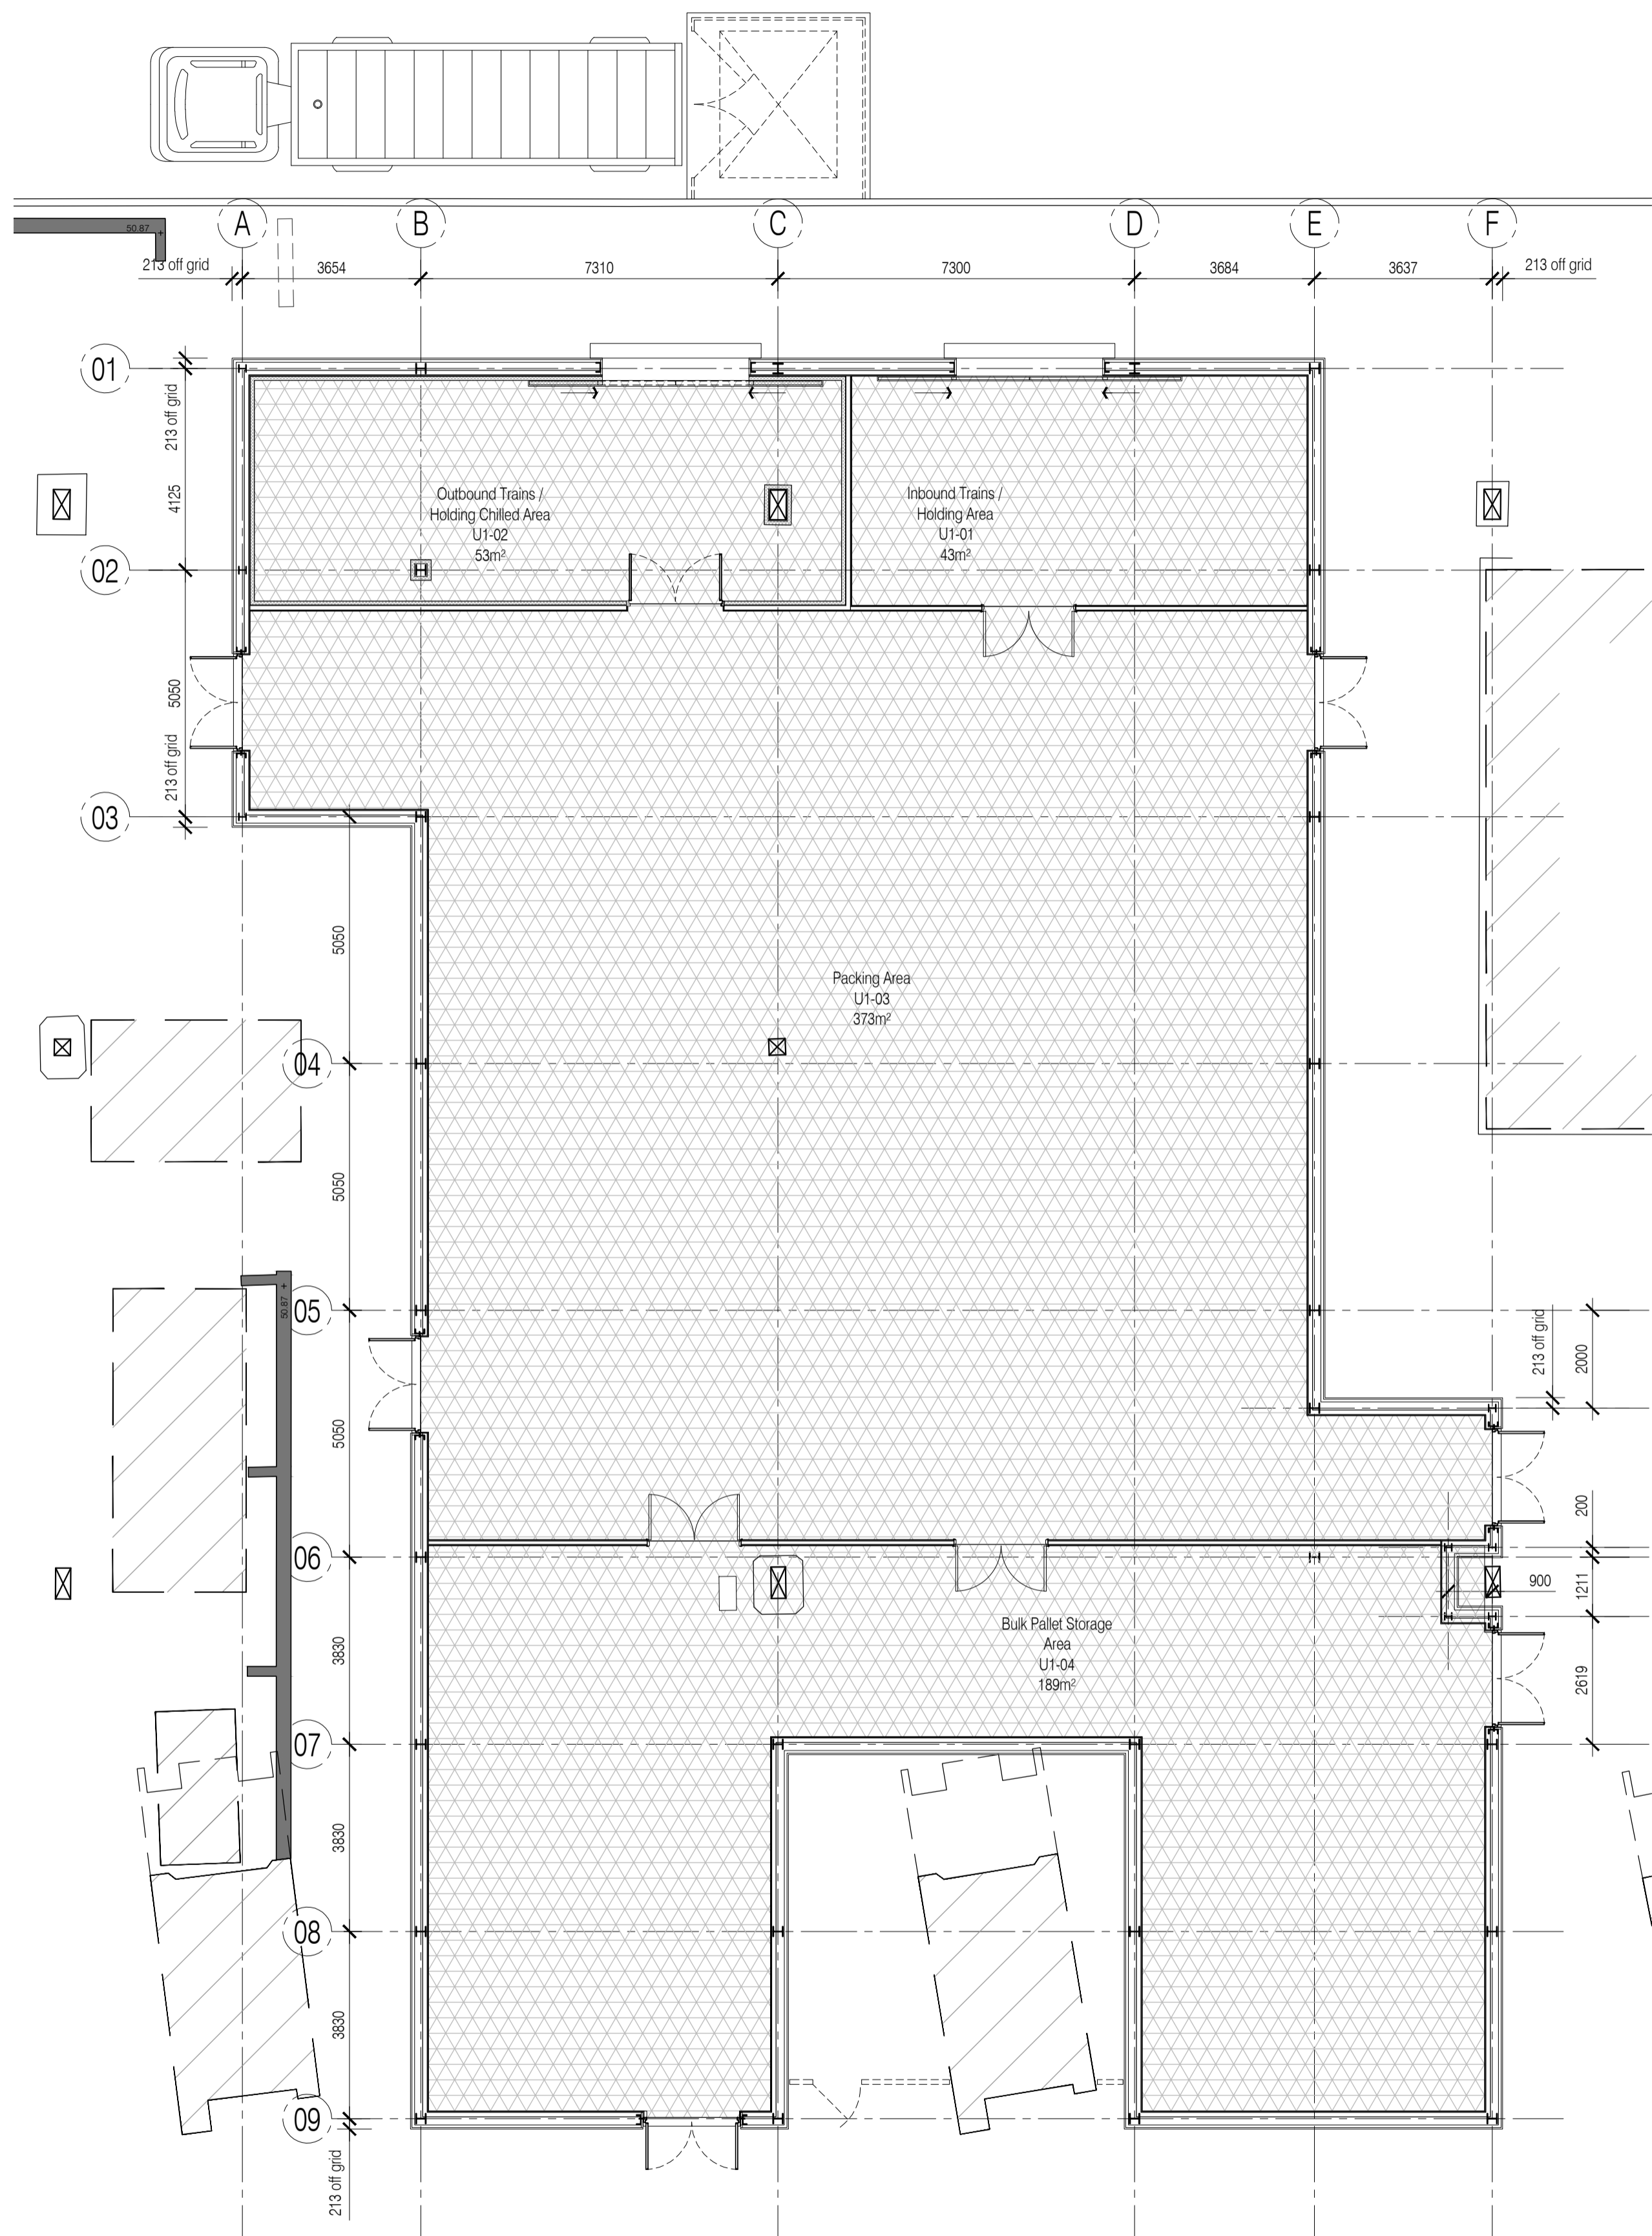 A
B
C
D
E
F
50.87
213 off grid
3654
7310
7300
3684
3637
213 off grid
01
213 off grid
4125
02
5050
213 off grid
03
Outbound Trains /
Holding Chilled Area
U1-02
53m²
Inbound Trains /
Holding Area
U1-01
43m²
5050
Packing Area
U1-03
373m²
04
5050
50.87
05
213 off grid
2000
5050
200
06
900
1211
Bulk Pallet Storage
Area
U1-04
189m²
3830
2619
07
3830
08
3830
09
213 off grid